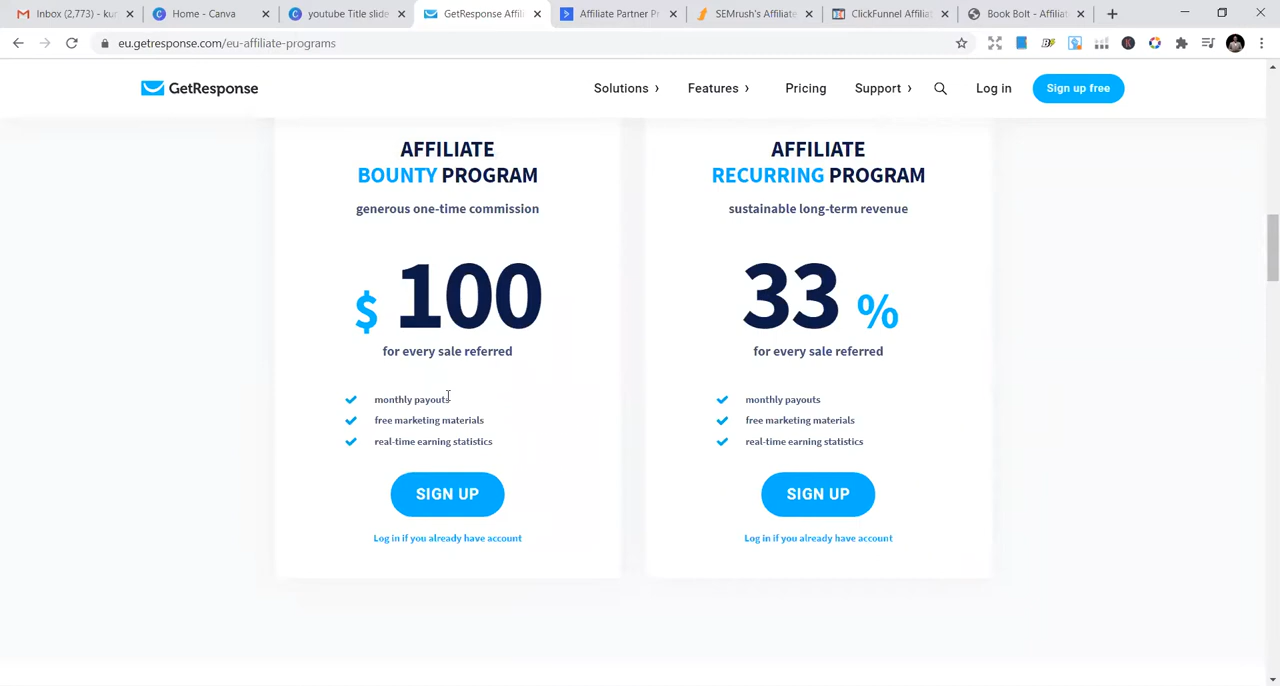 Inbox (2,773) - kur
Home - Canva
youtube Title slide
GetResponse Affil
Affiliate Partner Pr
SEMrush's Affiliate
ClickFunnel Affilia
Book Bolt - Affiliat
eu.getresponse.com/eu-affiliate-programs
GetResponse
Solutions ›
Features ›
Pricing
Support ›
Log in
Sign up free
AFFILIATE
BOUNTY PROGRAM
generous one-time commission
$ 100
for every sale referred
monthly payouts
free marketing materials
real-time earning statistics
SIGN UP
Log in if you already have account
AFFILIATE
RECURRING PROGRAM
sustainable long-term revenue
33 %
for every sale referred
monthly payouts
free marketing materials
real-time earning statistics
SIGN UP
Log in if you already have account